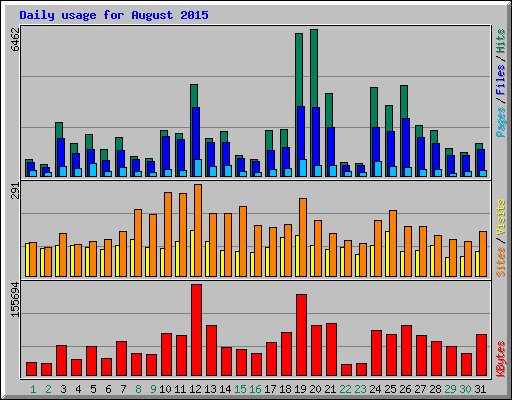 Daily usage for August 2015
6462
Pages / Files / Hits
291
Sites / Visits
155694
KBytes
1 2 3 4 5 6 7 8 9 10 11 12 13 14 15 16 17 18 19 20 21 22 23 24 25 26 27 28 29 30 31